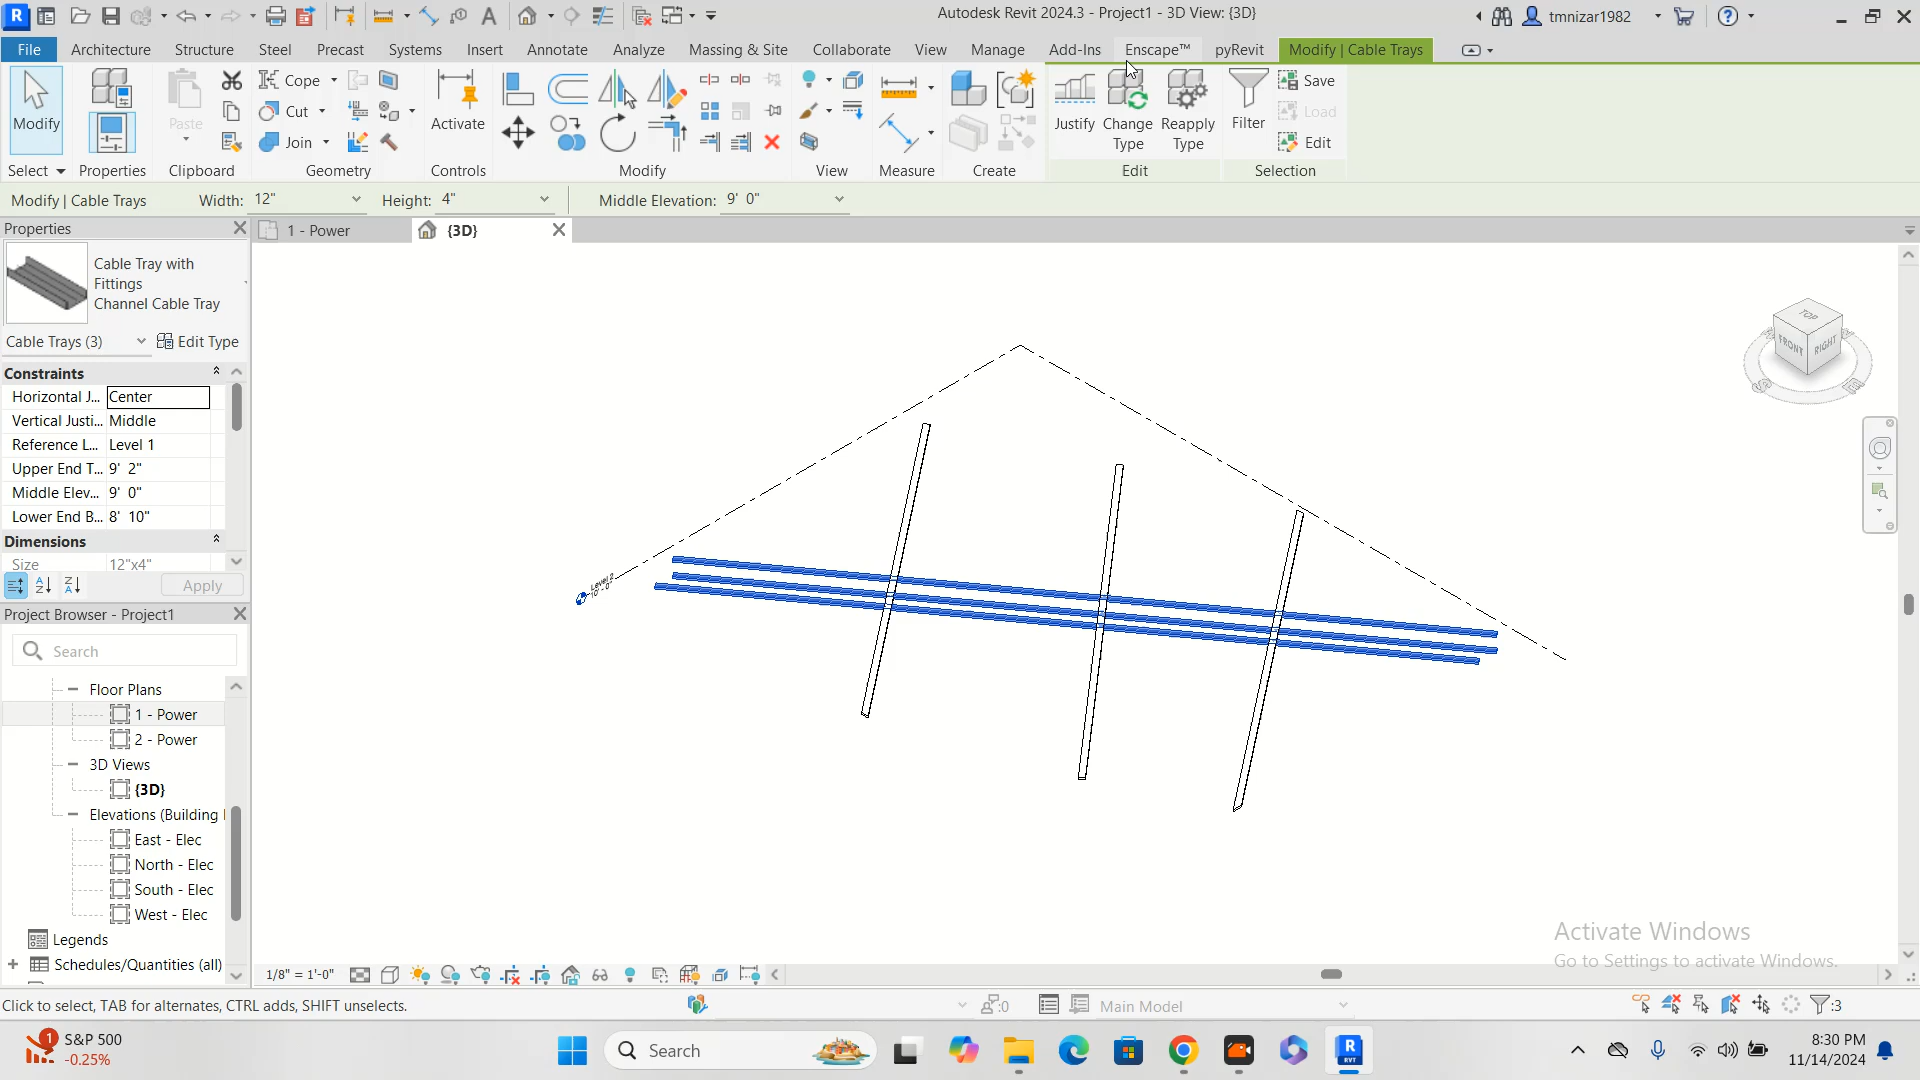 Autodesk Revit 2024.3 - Project1 - 3D View: {3D}
tmnizar1982
File Architecture Structure Steel Precast Systems Insert Annotate Analyze Massing & Site Collaborate View Manage Add-Ins Enscape™ pyRevit Modify | Cable Trays
Modify
Paste
Cope
Cut
Join
Activate
Justify
Change Type
Reapply Type
Filter
Save
Load
Edit
Select Properties Clipboard Geometry Controls Modify View Measure Create Edit Selection
Modify | Cable Trays Width: 12" Height: 4" Middle Elevation: 9' 0"
Properties
1 - Power
{3D}
Cable Tray with
Fittings
Channel Cable Tray
Cable Trays (3) Edit Type
Constraints
Horizontal J... Center
Vertical Justi... Middle
Reference L... Level 1
Upper End T... 9' 2"
Middle Elev... 9' 0"
Lower End B... 8' 10"
Dimensions
Size 12"x4"
Apply
Project Browser - Project1
Search
Floor Plans
1 - Power
2 - Power
3D Views
{3D}
Elevations (Building
East - Elec
North - Elec
South - Elec
West - Elec
Legends
Schedules/Quantities (all)
Level 2
10' - 0"
TOP
FRONT
RIGHT
S
E
Activate Windows
Go to Settings to activate Windows.
1/8" = 1'-0"
Click to select, TAB for alternates, CTRL adds, SHIFT unselects.
:0
Main Model
:3
S&P 500
-0.25%
1
Search
R
RVT
8:30 PM
11/14/2024